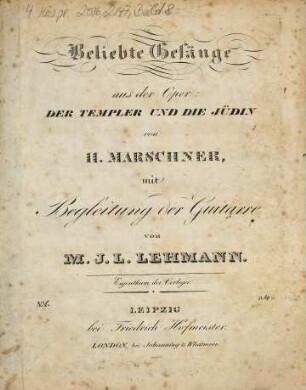 Beliebte Gesänge
aus der Oper:
DER TEMPLER UND DIE JÜDIN
von
H. MARSCHNER,
mit
Begleitung der Guitarre
von
M. J. L. LEHMANN.
Eigenthum der Verleger.
LEIPZIG
bei Friedrich Hofmeister.
LONDON, bei Johanning & Whatmore.